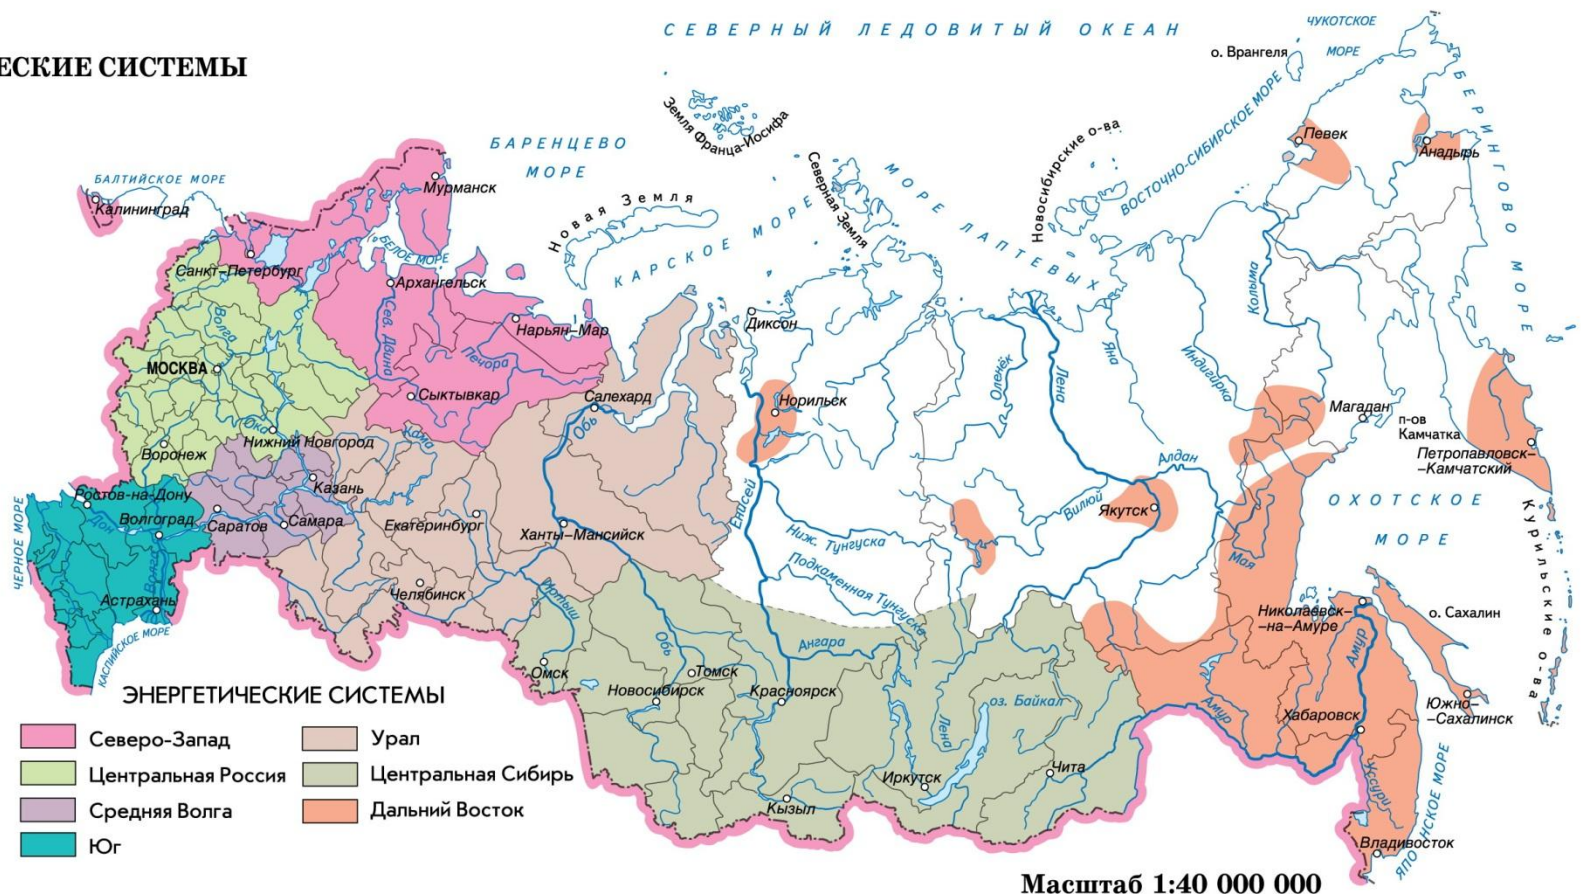 СЕВЕРНЫЙ ЛЕДОВИТЫЙ ОКЕАН
ЧУКОТСКОЕ
МОРЕ
о. Врангеля
ЕСКИЕ СИСТЕМЫ
БЕРИНГОВО МОРЕ
Земля Франца-Иосифа
Новосибирские о-ва
ВОСТОЧНО-СИБИРСКОЕ МОРЕ
Певек
Анадырь
БАРЕНЦЕВО
МОРЕ
Северная Земля
МОРЕ ЛАПТЕВЫХ
БАЛТИЙСКОЕ МОРЕ
Мурманск
Калининград
Новая Земля
КАРСКОЕ МОРЕ
БЕЛОЕ МОРЕ
Санкт-Петербург
Архангельск
Колыма
Волга
Сев. Двина
Нарьян-Мар
Диксон
Печора
Яна
Индигирка
Оленёк
Лена
МОСКВА
Сыктывкар
Салехард
Норильск
Магадан
п-ов
Камчатка
Обь
Ока
Нижний Новгород
Кама
Воронеж
Петропавловск-
-Камчатский
Алдан
Казань
Ростов-на-Дону
Енисей
Вилюй
Якутск
ОХОТСКОЕ
МОРЕ
ЧЕРНОЕ МОРЕ
Дон
Волгоград
Саратов
Самара
Екатеринбург
Ханты-Мансийск
Ниж. Тунгуска
Подкаменная Тунгуска
Мая
Курильские о-ва
Волга
Астрахань
Челябинск
Иртыш
Николаевск-
-на-Амуре
о. Сахалин
КАСПИЙСКОЕ МОРЕ
Обь
Ангара
Амур
Омск
Томск
Новосибирск
Красноярск
оз. Байкал
Лена
Амур
Хабаровск
Южно-
-Сахалинск
Иркутск
Чита
Кызыл
Уссури
ЯПОНСКОЕ МОРЕ
Владивосток
ЭНЕРГЕТИЧЕСКИЕ СИСТЕМЫ
Северо-Запад
Центральная Россия
Средняя Волга
Юг
Урал
Центральная Сибирь
Дальний Восток
Масштаб 1:40 000 000